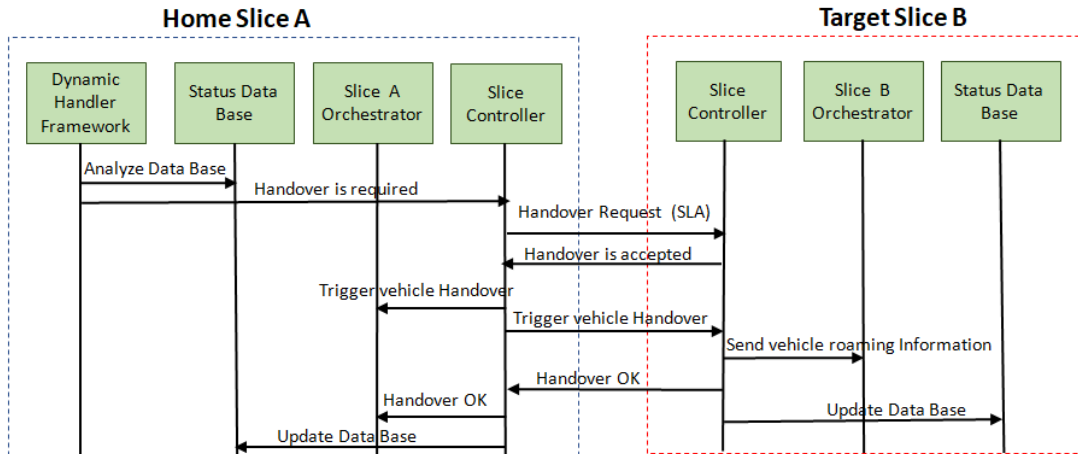 Home Slice A
Target Slice B
Dynamic
Handler
Framework
Status Data
Base
Slice A
Orchestrator
Slice
Controller
Slice
Controller
Slice B
Orchestrator
Status Data
Base
Analyze Data Base
Handover is required
Handover Request (SLA)
Handover is accepted
Trigger vehicle Handover
Trigger vehicle Handover
Send vehicle roaming Information
Handover OK
Handover OK
Update Data Base
Update Data Base